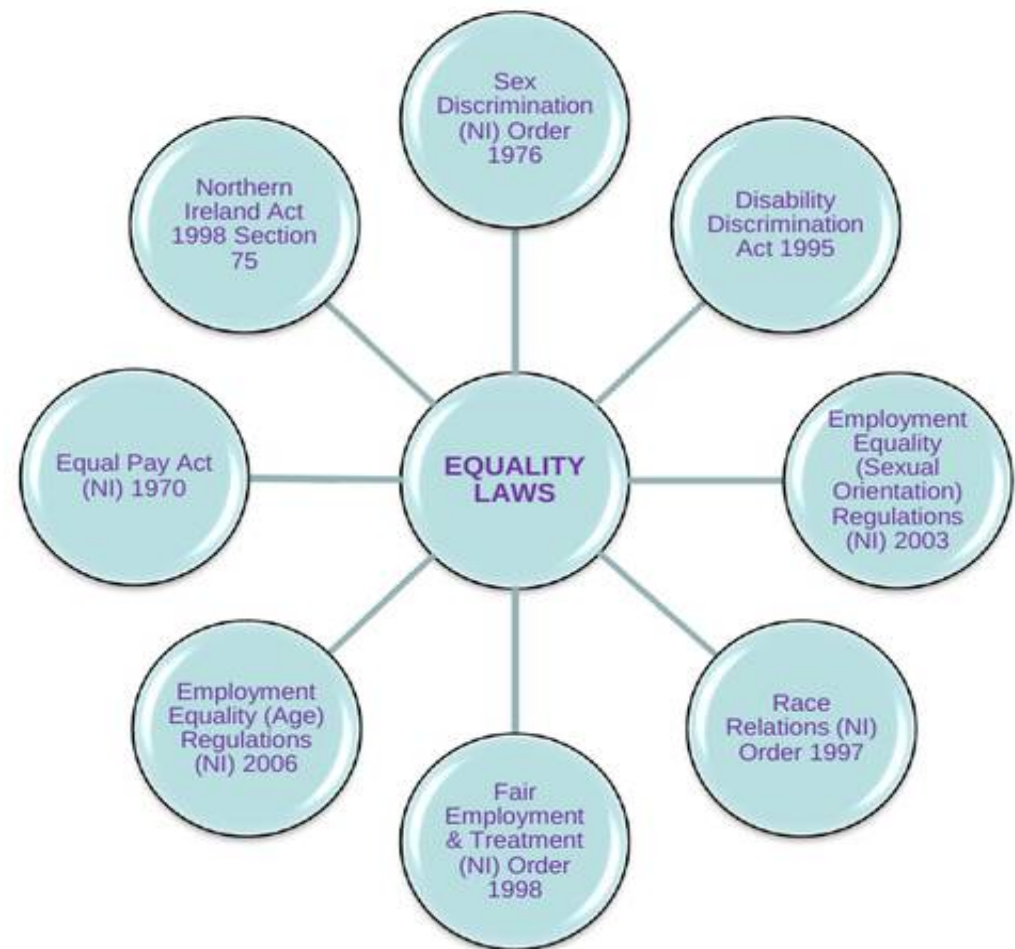 Sex
Discrimination
(NI) Order
1976
Disability
Discrimination
Act 1995
Employment
Equality
(Sexual
Orientation)
Regulations
(NI) 2003
Race
Relations (NI)
Order 1997
Fair
Employment
& Treatment
(NI) Order
1998
Employment
Equality (Age)
Regulations
(NI) 2006
Equal Pay Act
(NI) 1970
Northern
Ireland Act
1998 Section
75
EQUALITY
LAWS